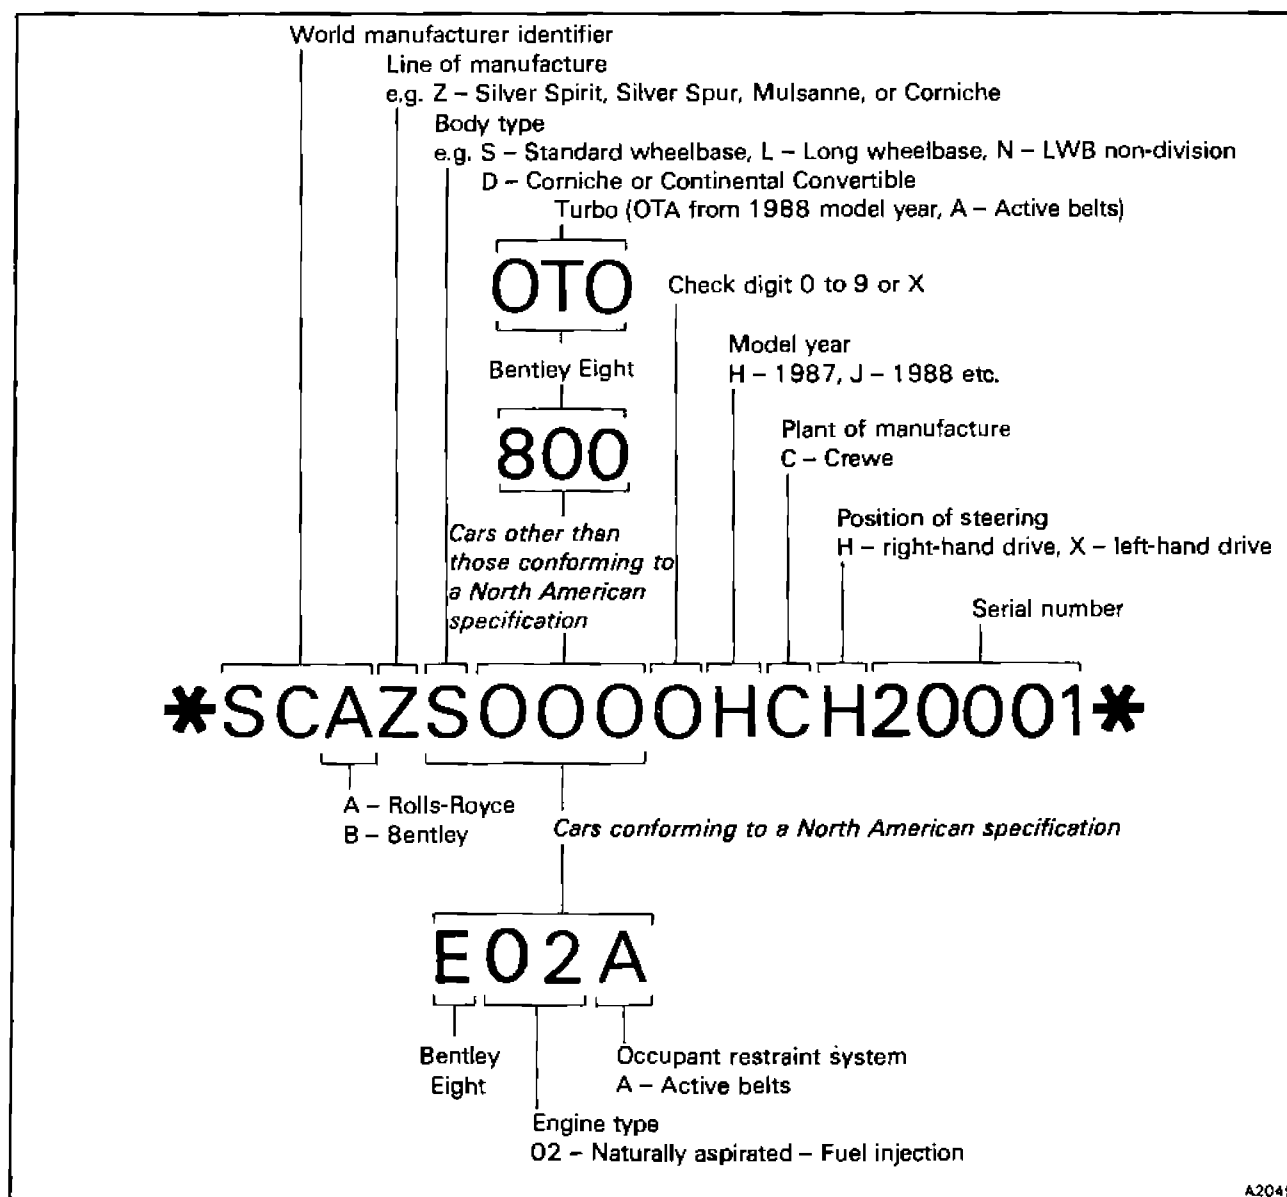 World manufacturer identifier
Line of manufacture
e.g. Z – Silver Spirit, Silver Spur, Mulsanne, or Corniche
Body type
e.g. S – Standard wheelbase, L – Long wheelbase, N – LWB non-division
D – Corniche or Continental Convertible
Turbo (OTA from 1988 model year, A – Active belts)
OTO
Check digit 0 to 9 or X
Model year
H – 1987, J – 1988 etc.
Bentley Eight
800
Plant of manufacture
C – Crewe
Position of steering
H – right-hand drive, X – left-hand drive
Cars other than
those conforming to
a North American
specification
Serial number
*SCAZS0000HCH20001*
A – Rolls-Royce
B – Bentley
Cars conforming to a North American specification
E02A
Bentley
Eight
Occupant restraint system
A – Active belts
Engine type
02 – Naturally aspirated – Fuel injection